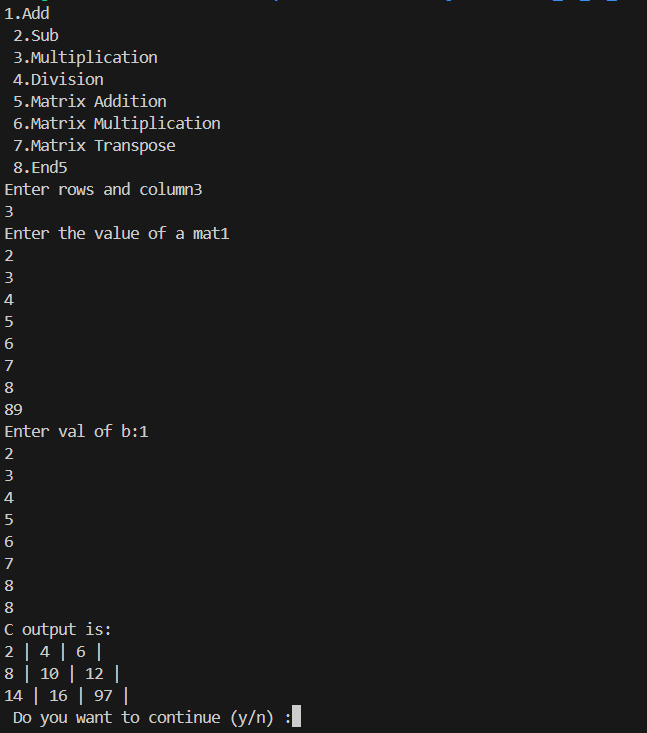 1.Add
 2.Sub
 3.Multiplication
 4.Division
 5.Matrix Addition
 6.Matrix Multiplication
 7.Matrix Transpose
 8.End5
Enter rows and column3
3
Enter the value of a mat1
2
3
4
5
6
7
8
89
Enter val of b:1
2
3
4
5
6
7
8
8
C output is:
2 | 4 | 6 |
8 | 10 | 12 |
14 | 16 | 97 |
 Do you want to continue (y/n) :